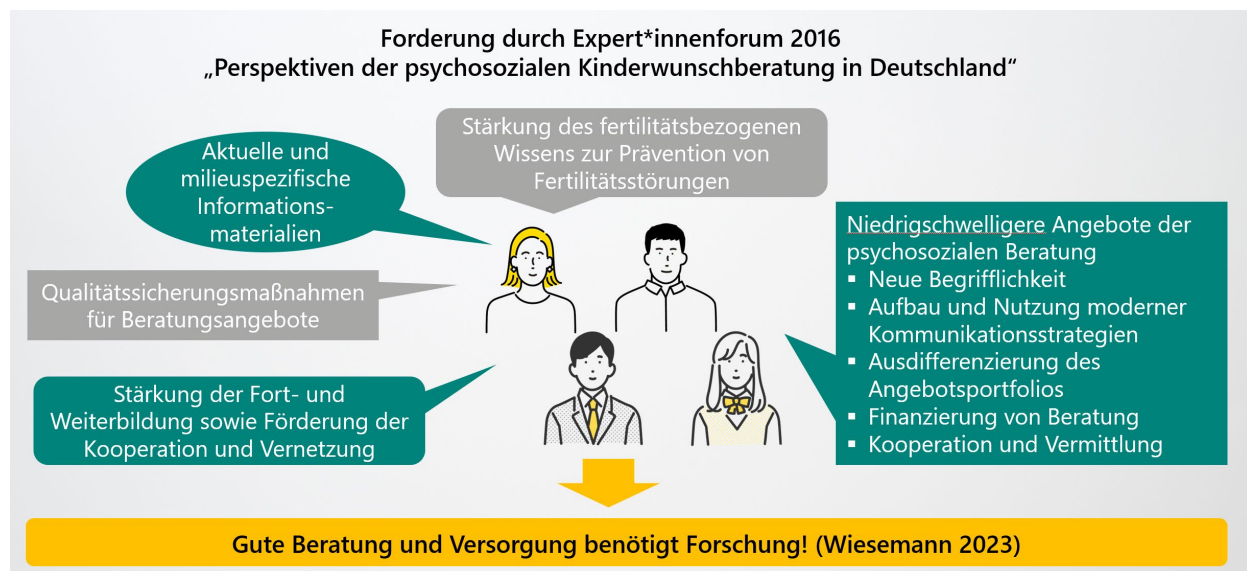 Forderung durch Expert*innenforum 2016
„Perspektiven der psychosozialen Kinderwunschberatung in Deutschland“
Aktuelle und
milieuspezifische
Informations-
materialien
Stärkung des fertilitätsbezogenen
Wissens zur Prävention von
Fertilitätsstörungen
Qualitätssicherungsmaßnahmen
für Beratungsangebote
Stärkung der Fort- und
Weiterbildung sowie Förderung der
Kooperation und Vernetzung
Niedrigschwelligere Angebote der
psychosozialen Beratung
▪ Neue Begrifflichkeit
▪ Aufbau und Nutzung moderner
Kommunikationsstrategien
▪ Ausdifferenzierung des
Angebotsportfolios
▪ Finanzierung von Beratung
▪ Kooperation und Vermittlung
Gute Beratung und Versorgung benötigt Forschung! (Wiesemann 2023)